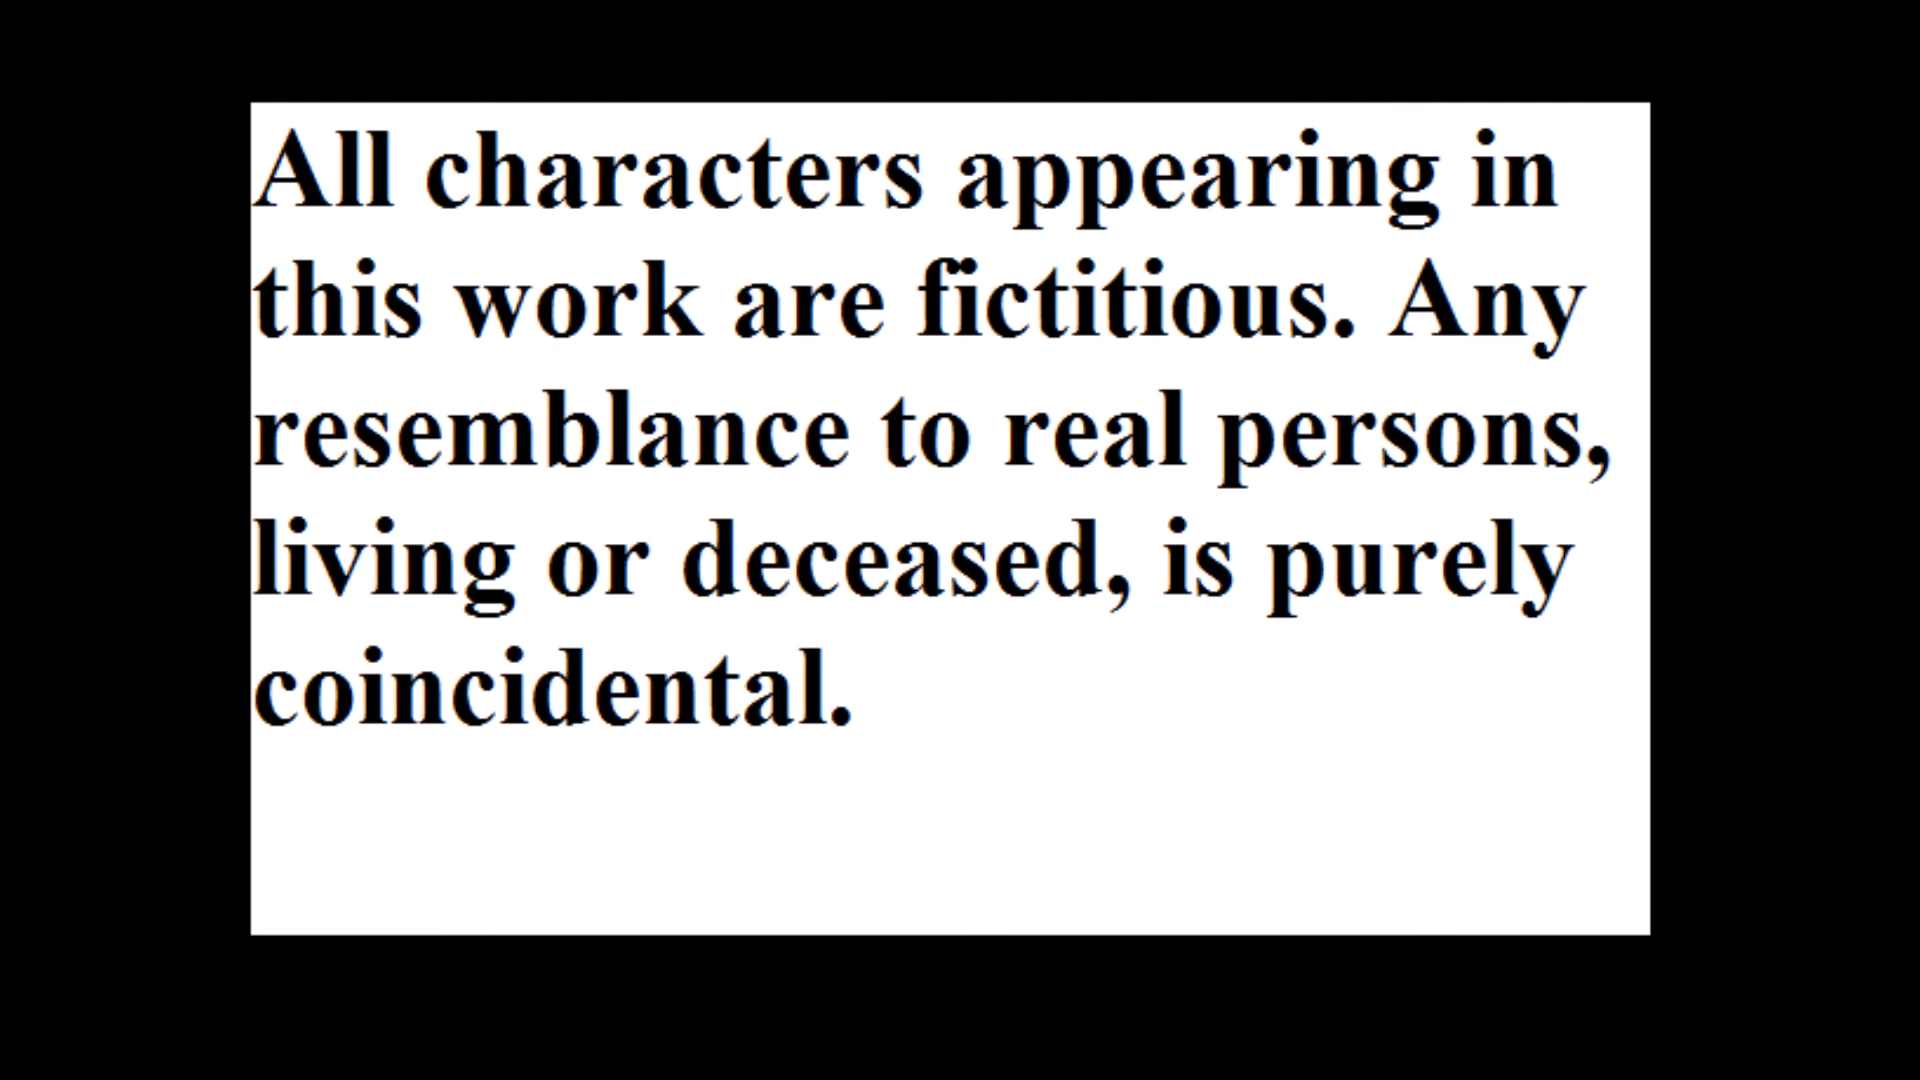 All characters appearing in
this work are fictitious. Any
resemblance to real persons,
living or deceased, is purely
coincidental.